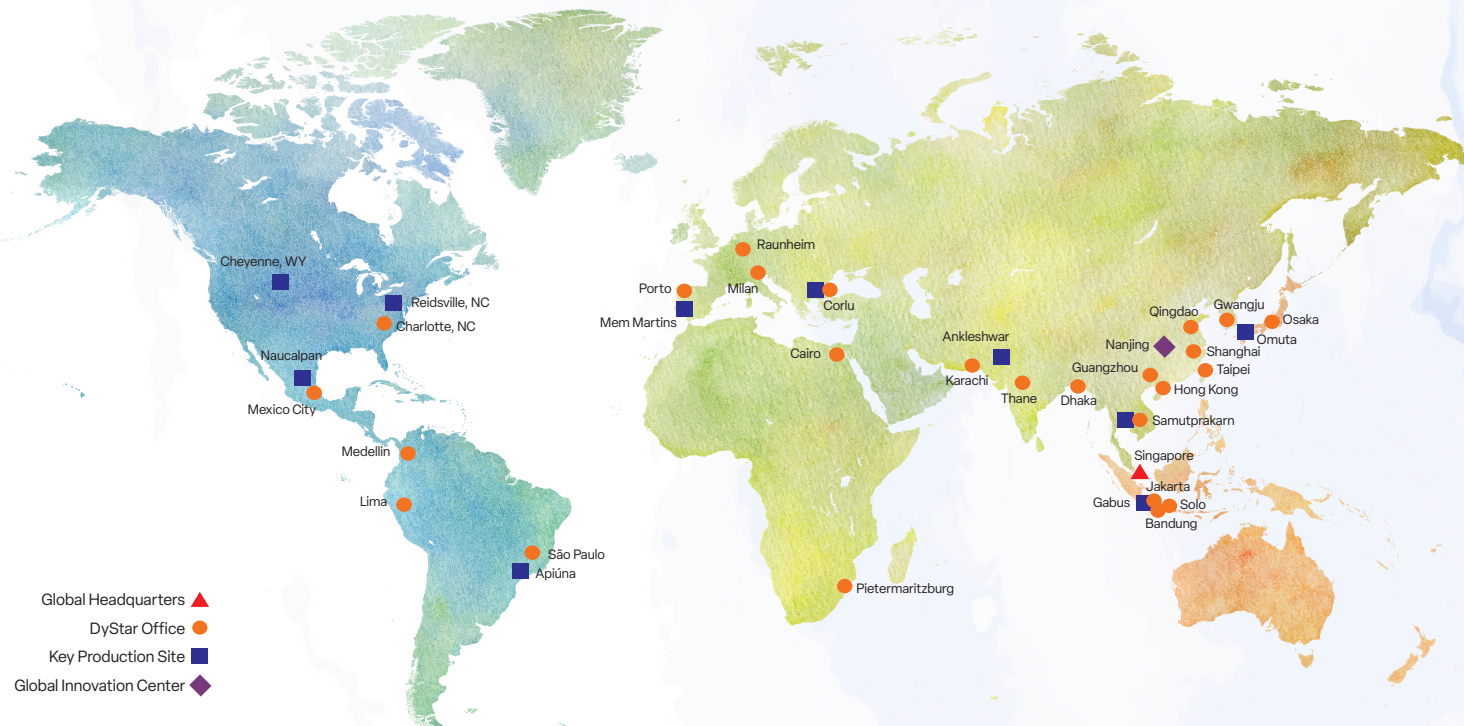 Cheyenne, WY
Reidsville, NC
Charlotte, NC
Naucalpan
Mexico City
Medellin
Lima
São Paulo
Apiúna
Raunheim
Milan
Porto
Mem Martins
Corlu
Cairo
Pietermaritzburg
Ankleshwar
Karachi
Thane
Dhaka
Qingdao
Gwangju
Osaka
Omuta
Nanjing
Shanghai
Guangzhou
Taipei
Hong Kong
Samutprakarn
Singapore
Jakarta
Gabus
Solo
Bandung
Global Headquarters
DyStar Office
Key Production Site
Global Innovation Center